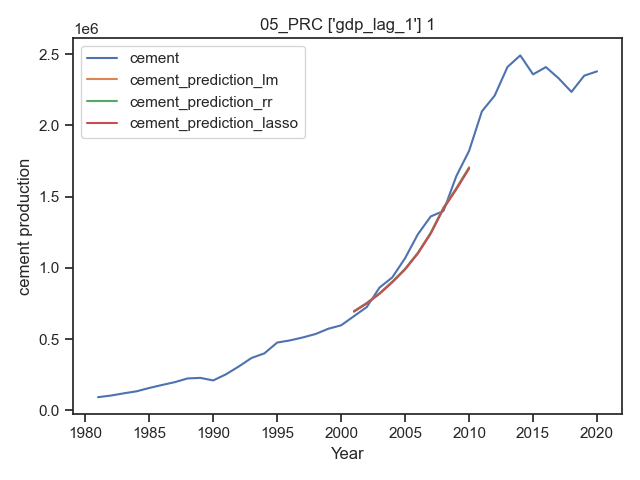 05_PRC ['gdp_lag_1'] 1
1e6
cement
cement_prediction_lm
cement_prediction_rr
cement_prediction_lasso
2.5
2.0
1.5
1.0
0.5
0.0
cement production
1980 1985 1990 1995 2000 2005 2010 2015 2020
Year